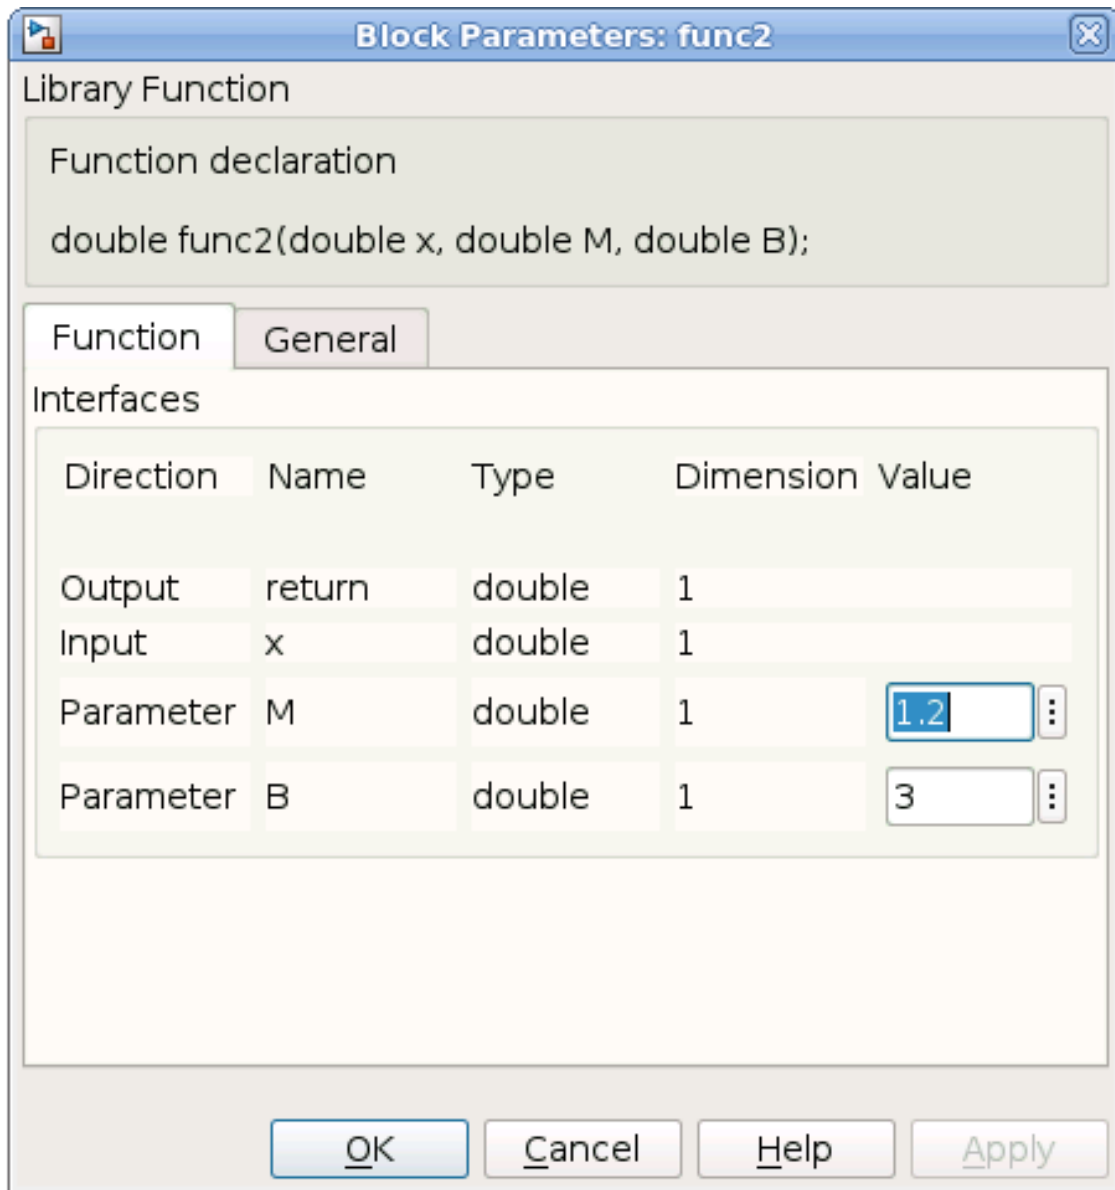 Block Parameters: func2
Library Function
Function declaration
double func2(double x, double M, double B);
Function General
Interfaces
Direction Name Type Dimension Value
Output return double 1
Input x double 1
Parameter M double 1 1.2
Parameter B double 1 3
OK Cancel Help Apply